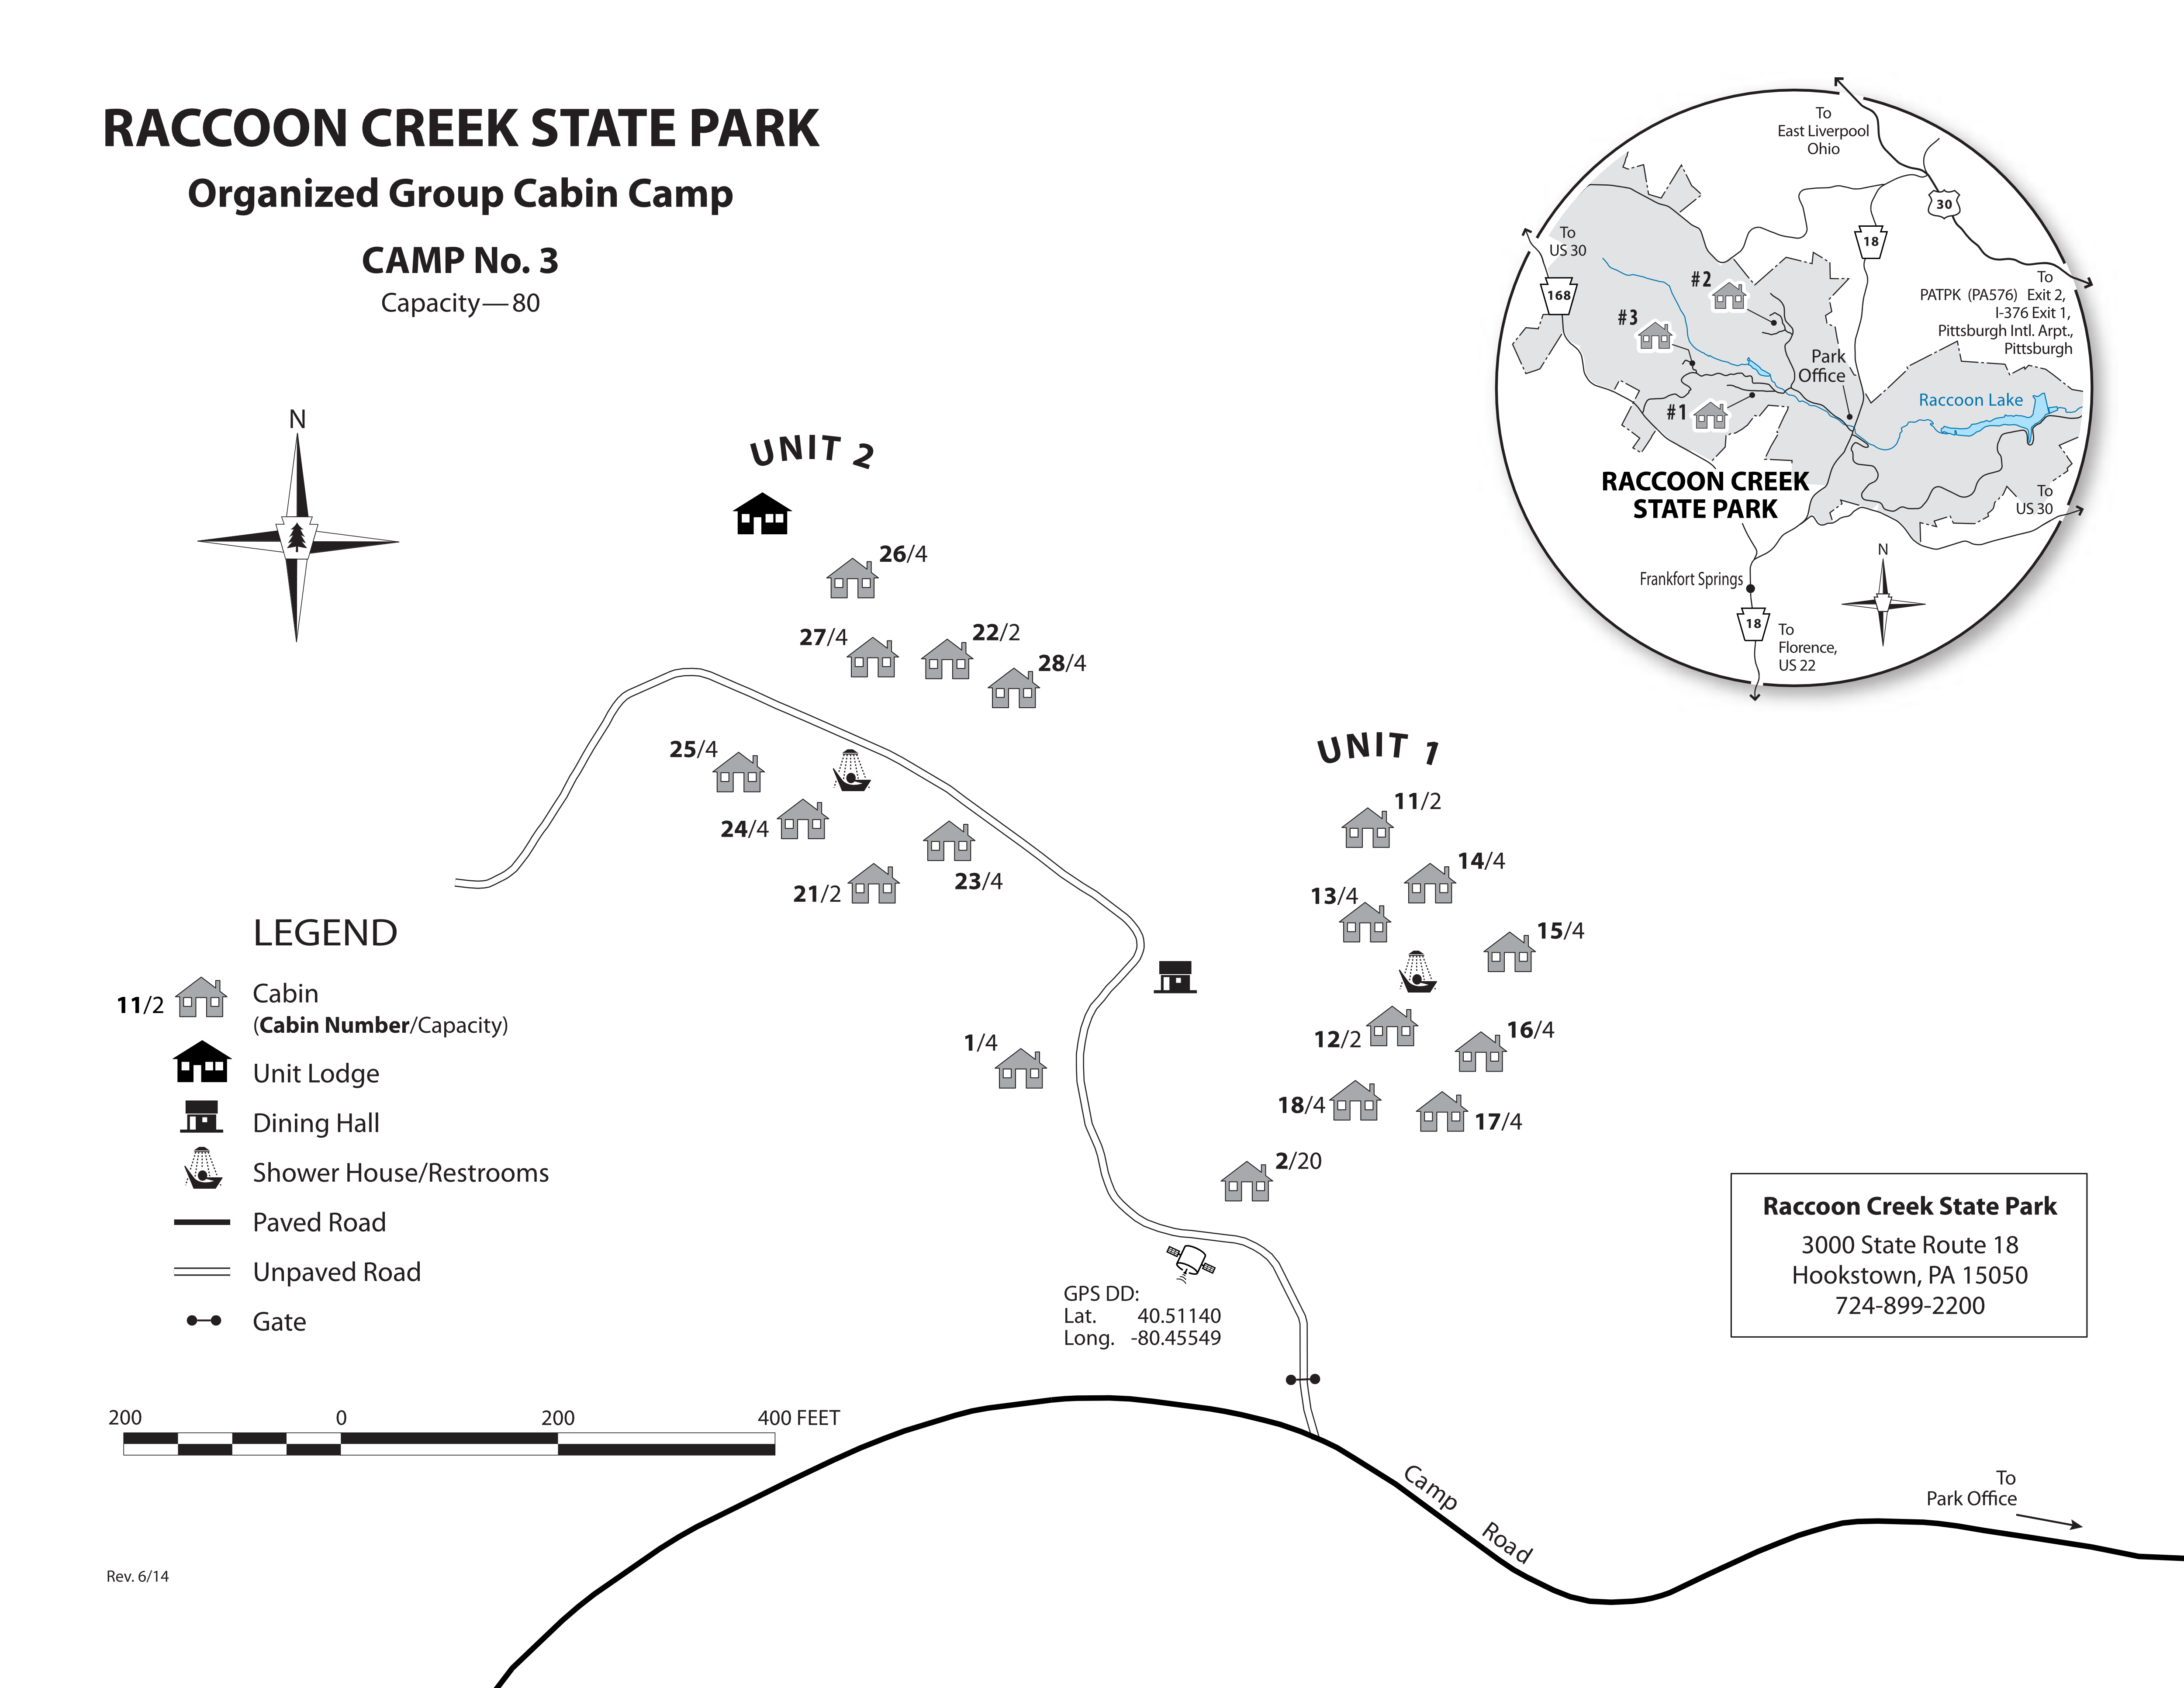 RACCOON CREEK STATE PARK
Organized Group Cabin Camp
CAMP No. 3
Capacity—80
N
UNIT 2
26/4
27/4
22/2
28/4
25/4
24/4
21/2
23/4
UNIT 1
11/2
14/4
13/4
15/4
12/2
16/4
18/4
17/4
1/4
2/20
GPS DD:
Lat. 40.51140
Long. -80.45549
LEGEND
11/2
Cabin
(Cabin Number/Capacity)
Unit Lodge
Dining Hall
Shower House/Restrooms
Paved Road
Unpaved Road
Gate
200 0 200 400 FEET
Rev. 6/14
Camp Road
To
Park Office
Raccoon Creek State Park
3000 State Route 18
Hookstown, PA 15050
724-899-2200
To
East Liverpool
Ohio
30
18
To
US 30
168
#2
#3
#1
To
PATPK (PA576) Exit 2,
I-376 Exit 1,
Pittsburgh Intl. Arpt.,
Pittsburgh
Park
Office
Raccoon Lake
RACCOON CREEK
STATE PARK
To
US 30
N
Frankfort Springs
18
To
Florence,
US 22